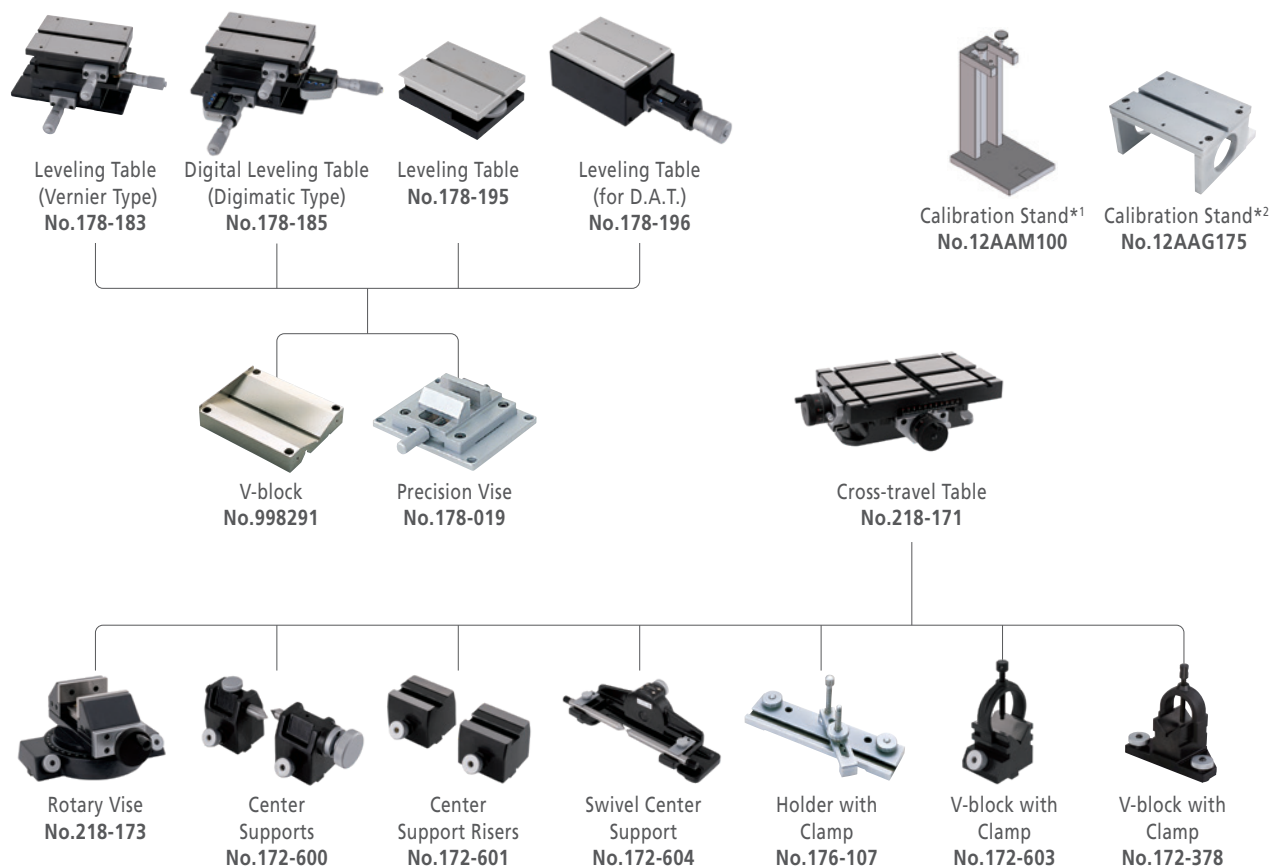 Leveling Table
(Vernier Type)
No.178-183
Digital Leveling Table
(Digimatic Type)
No.178-185
Leveling Table
No.178-195
Leveling Table
(for D.A.T.)
No.178-196
Calibration Stand*1
No.12AAM100
Calibration Stand*2
No.12AAG175
V-block
No.998291
Precision Vise
No.178-019
Cross-travel Table
No.218-171
Rotary Vise
No.218-173
Center
Supports
No.172-600
Center
Support Risers
No.172-601
Swivel Center
Support
No.172-604
Holder with
Clamp
No.176-107
V-block with
Clamp
No.172-603
V-block with
Clamp
No.172-378